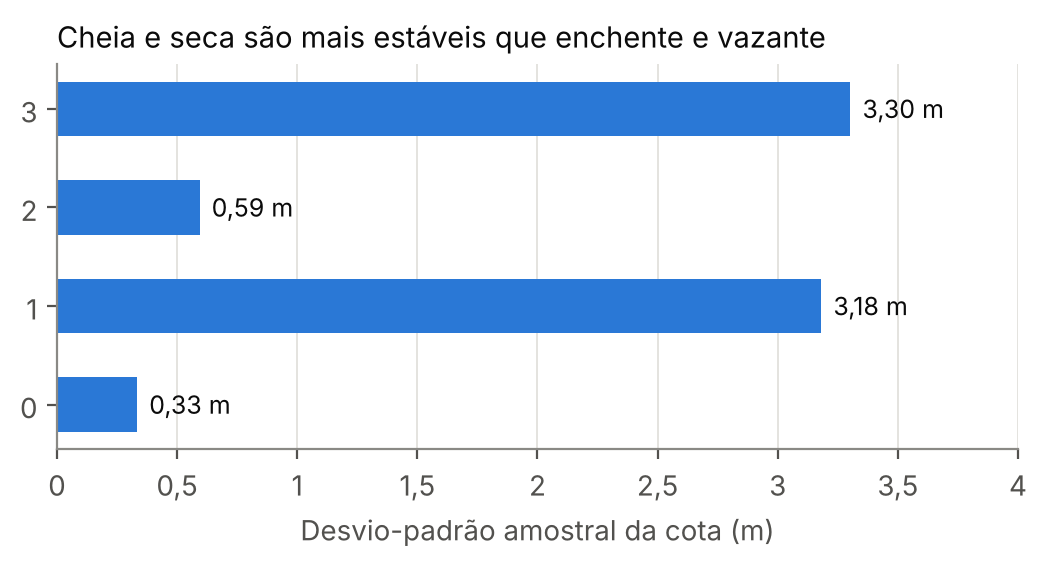 Cheia e seca são mais estáveis que enchente e vazante
3
3,30 m
2
0,59 m
1
3,18 m
0
0,33 m
0 0,5 1 1,5 2 2,5 3 3,5 4
Desvio-padrão amostral da cota (m)